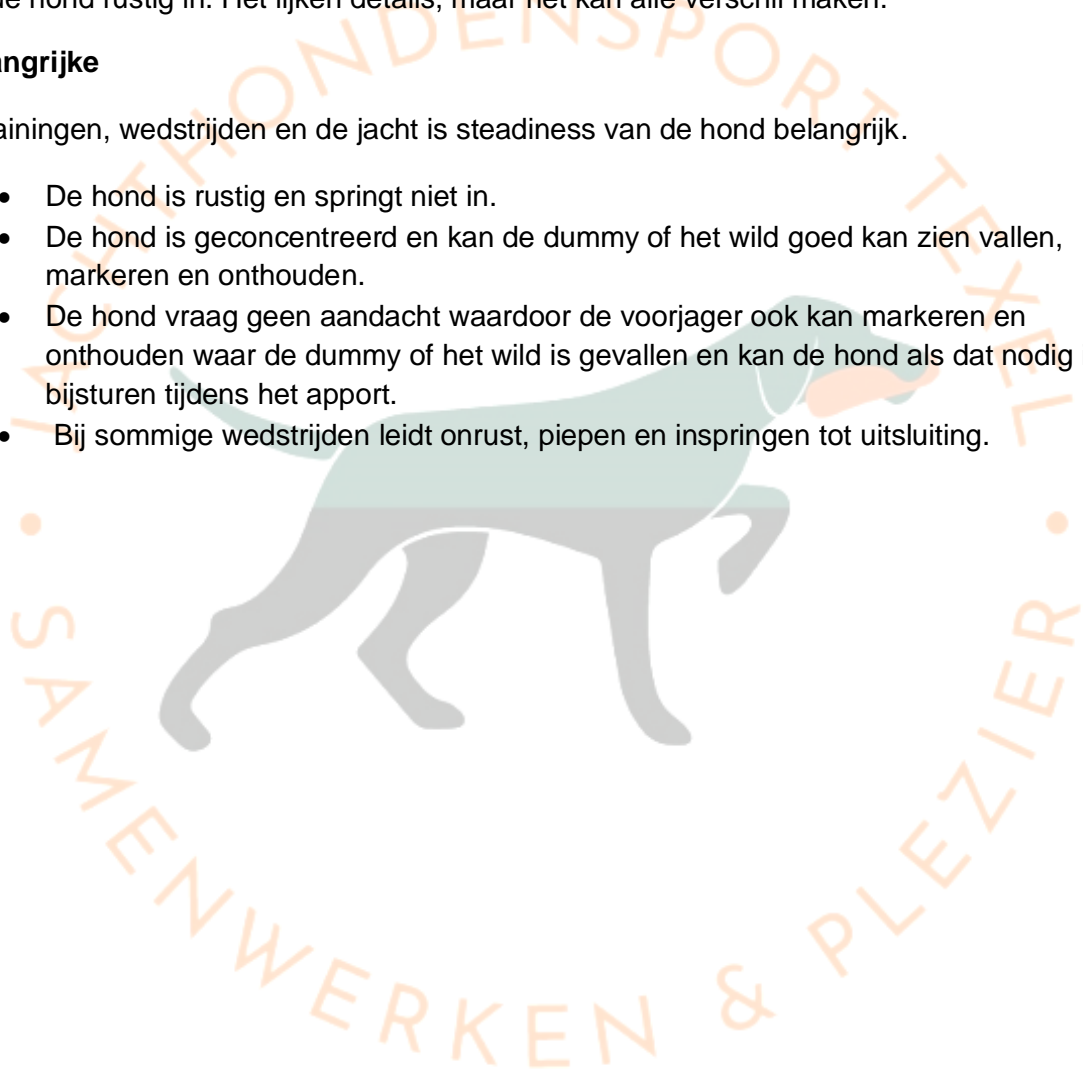 de hond rustig in. Het lijken details, maar het kan alle verschil maken.
angrijke
ainingen, wedstrijden en de jacht is steadiness van de hond belangrijk.
• De hond is rustig en springt niet in.
• De hond is geconcentreerd en kan de dummy of het wild goed kan zien vallen,
markeren en onthouden.
• De hond vraag geen aandacht waardoor de voorjager ook kan markeren en
onthouden waar de dummy of het wild is gevallen en kan de hond als dat nodig
bijsturen tijdens het apport.
• Bij sommige wedstrijden leidt onrust, piepen en inspringen tot uitsluiting.
JACHTHONDENSPORT TEXEL
• SAMENWERKEN & PLEZIER •